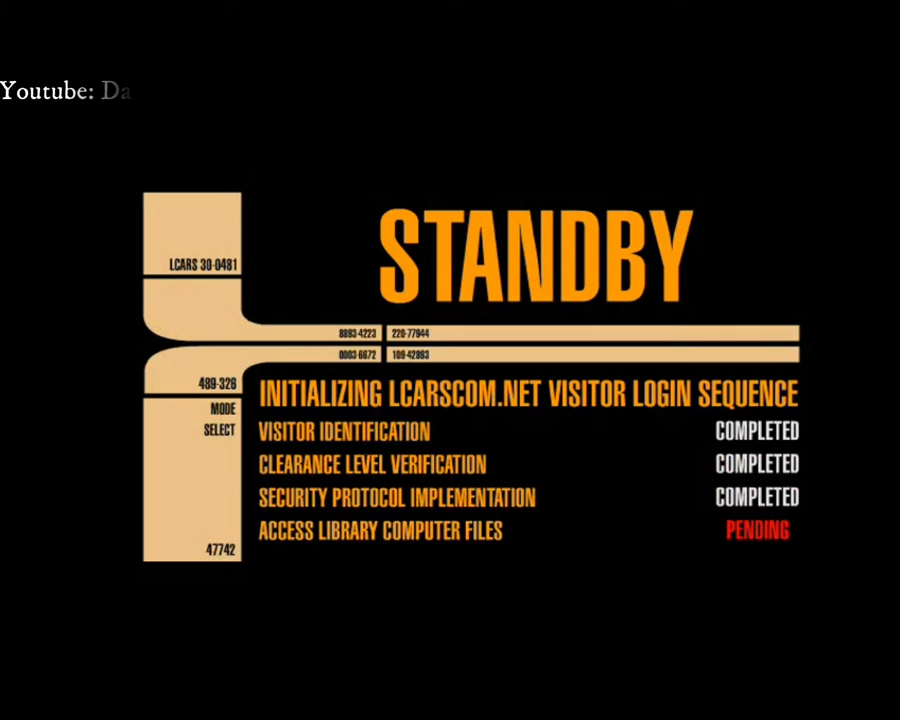 Youtube: Da
STANDBY
LCARS 30-0481
8893-4223 220-77944
0003-6672 109-42893
489-326
INITIALIZING LCARSCOM.NET VISITOR LOGIN SEQUENCE
MODE
SELECT
VISITOR IDENTIFICATION COMPLETED
CLEARANCE LEVEL VERIFICATION COMPLETED
SECURITY PROTOCOL IMPLEMENTATION COMPLETED
ACCESS LIBRARY COMPUTER FILES PENDING
47742